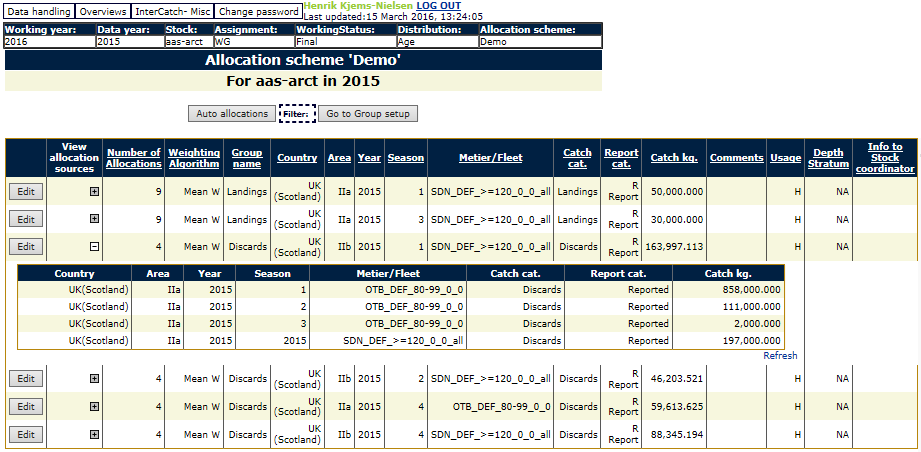 Data handling Overviews InterCatch- Misc Change password Henrik Kjems-Nielsen LOG OUT
Last updated:15 March 2016, 13:24:05
Working year: Data year: Stock: Assignment: WorkingStatus: Distribution: Allocation scheme:
2016 2015 aas-arct WG Final Age Demo
Allocation scheme 'Demo'
For aas-arct in 2015
Auto allocations Filter: Go to Group setup
View allocation sources Number of Allocations Weighting Algorithm Group name Country Area Year Season Metier/Fleet Catch cat. Report cat. Catch kg. Comments Usage Depth Stratum Info to Stock coordinator
Edit + 9 Mean W Landings UK (Scotland) IIa 2015 1 SDN_DEF_>=120_0_0_all Landings R Report 50,000.000 H NA
Edit + 9 Mean W Landings UK (Scotland) IIa 2015 3 SDN_DEF_>=120_0_0_all Landings R Report 30,000.000 H NA
Edit - 4 Mean W Discards UK (Scotland) IIb 2015 1 SDN_DEF_>=120_0_0_all Discards R Report 163,997.113 H NA
Country Area Year Season Metier/Fleet Catch cat. Report cat. Catch kg.
UK(Scotland) IIa 2015 1 OTB_DEF_80-99_0_0 Discards Reported 858,000.000
UK(Scotland) IIa 2015 2 OTB_DEF_80-99_0_0 Discards Reported 111,000.000
UK(Scotland) IIa 2015 3 OTB_DEF_80-99_0_0 Discards Reported 2,000.000
UK(Scotland) IIa 2015 2015 SDN_DEF_>=120_0_0_all Discards Reported 197,000.000
Refresh
Edit + 4 Mean W Discards UK (Scotland) IIb 2015 2 SDN_DEF_>=120_0_0_all Discards R Report 46,203.521 H NA
Edit + 4 Mean W Discards UK (Scotland) IIa 2015 4 OTB_DEF_80-99_0_0 Discards R Report 59,613.625 H NA
Edit + 4 Mean W Discards UK (Scotland) IIb 2015 4 SDN_DEF_>=120_0_0_all Discards R Report 88,345.194 H NA